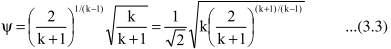 ψ = (2/(k+1))^(1/(k−1)) √(k/(k+1)) = (1/√2) √(k(2/(k+1))^((k+1)/(k−1))) ...(3.3)